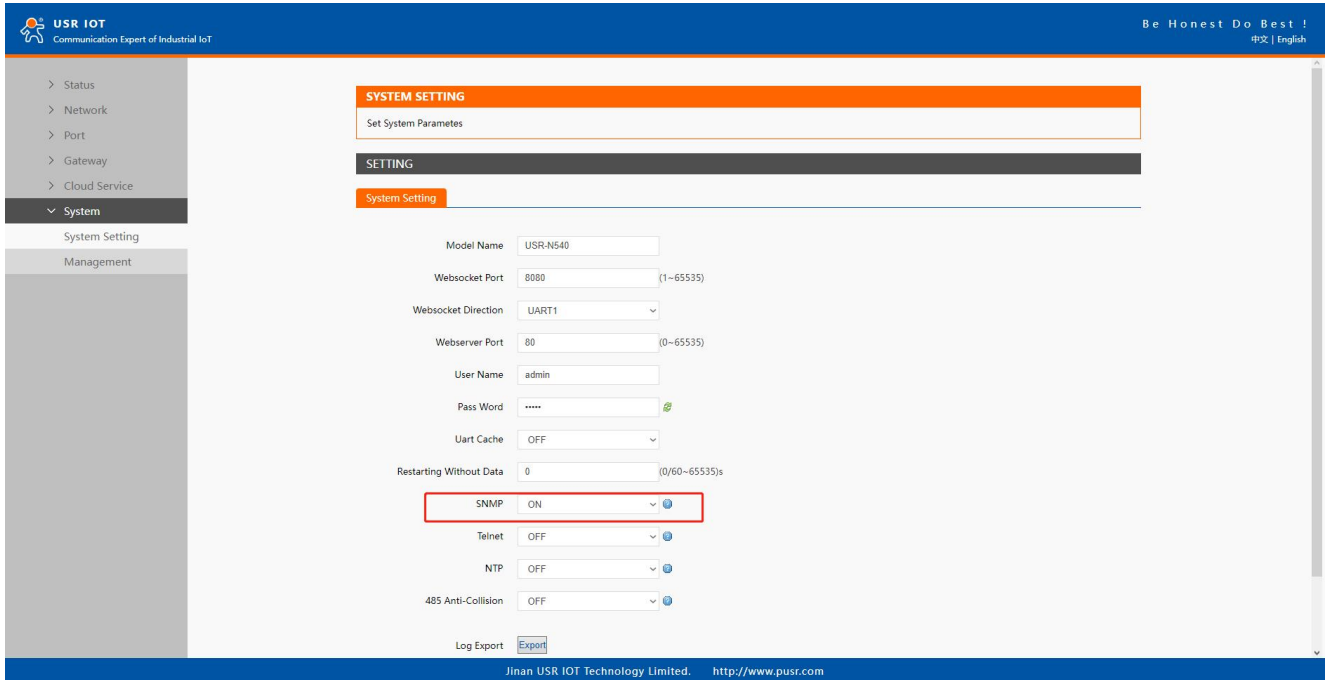 USR IOT
Communication Expert of Industrial IoT
Be Honest Do Best !
中文 | English
Status
Network
Port
Gateway
Cloud Service
System
System Setting
Management
SYSTEM SETTING
Set System Parametes
SETTING
System Setting
Model Name USR-N540
Websocket Port 8080 (1~65535)
Websocket Direction UART1
Webserver Port 80 (0~65535)
User Name admin
Pass Word •••••
Uart Cache OFF
Restarting Without Data 0 (0/60~65535)s
SNMP ON
Telnet OFF
NTP OFF
485 Anti-Collision OFF
Log Export Export
Jinan USR IOT Technology Limited. http://www.pusr.com